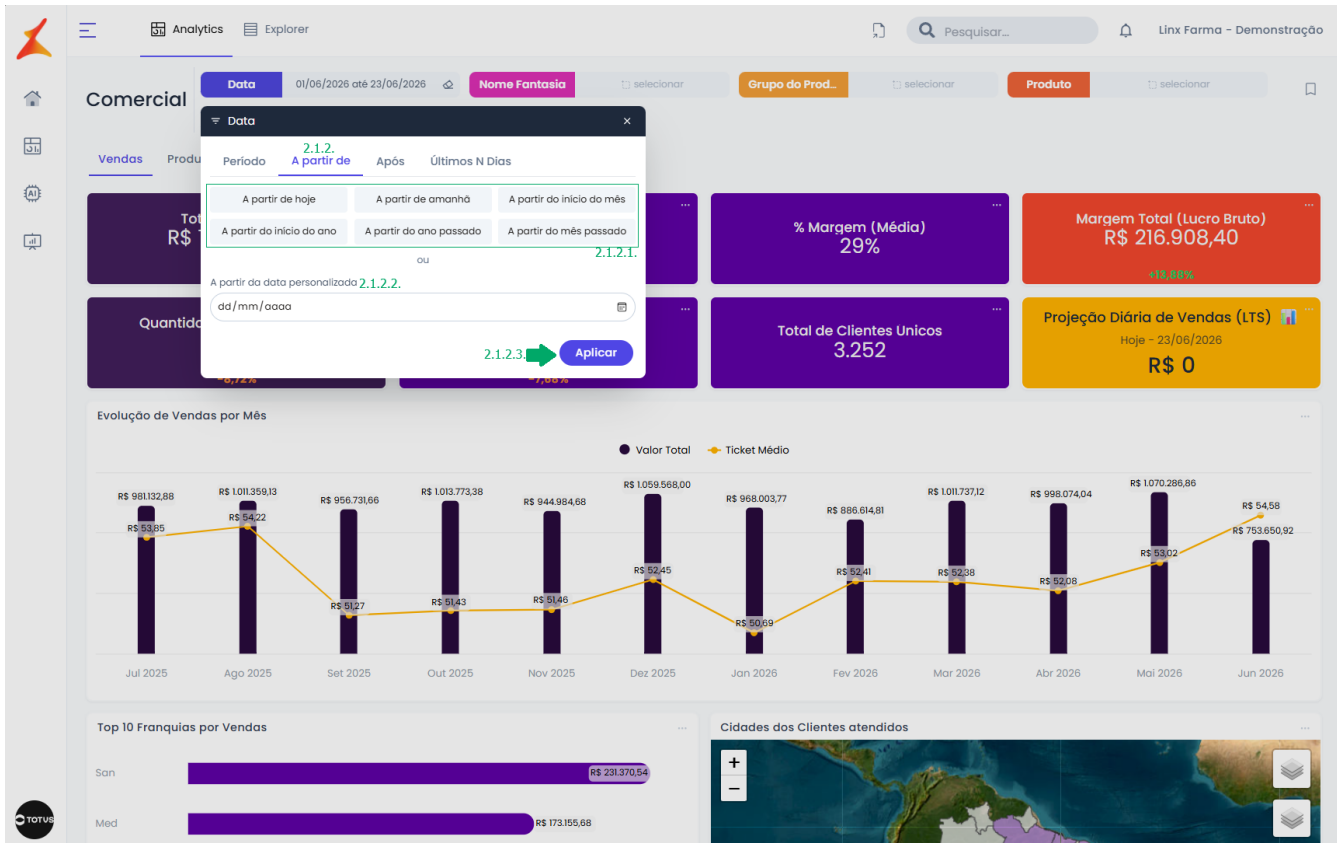 Analytics
Explorer
Pesquisar...
Linx Farma - Demonstração
Comercial
Data
01/06/2026 até 23/06/2026
Nome Fantasia
selecionar
Grupo do Prod...
selecionar
Produto
selecionar
Data
×
2.1.2.
Período
A partir de
Após
Últimos N Dias
Vendas
Produ
A partir de hoje
A partir de amanhã
A partir do início do mês
A partir do início do ano
A partir do ano passado
A partir do mês passado
2.1.2.1.
ou
A partir da data personalizada 2.1.2.2.
dd/mm/aaaa
2.1.2.3.
Aplicar
Tot
R$
...
% Margem (Média)
29%
...
Margem Total (Lucro Bruto)
R$ 216.908,40
+13,88%
...
Quantida
-8,72%
-7,66%
...
Total de Clientes Unicos
3.252
...
Projeção Diária de Vendas (LTS)
Hoje - 23/06/2026
R$ 0
...
Evolução de Vendas por Mês
...
Valor Total
Ticket Médio
R$ 981.132,88
R$ 1.011.359,13
R$ 956.731,66
R$ 1.013.773,38
R$ 944.984,68
R$ 1.059.568,00
R$ 968.003,77
R$ 886.614,81
R$ 1.011.737,12
R$ 998.074,04
R$ 1.070.286,86
R$ 753.650,92
R$ 53,85
R$ 54,22
R$ 51,27
R$ 51,43
R$ 51,46
R$ 52,45
R$ 50,69
R$ 52,41
R$ 52,38
R$ 52,08
R$ 53,02
R$ 54,58
Jul 2025
Ago 2025
Set 2025
Out 2025
Nov 2025
Dez 2025
Jan 2026
Fev 2026
Mar 2026
Abr 2026
Mai 2026
Jun 2026
Top 10 Franquias por Vendas
...
San
R$ 231.370,54
Med
R$ 173.155,68
Cidades dos Clientes atendidos
...
+
−
AI
TOTVS